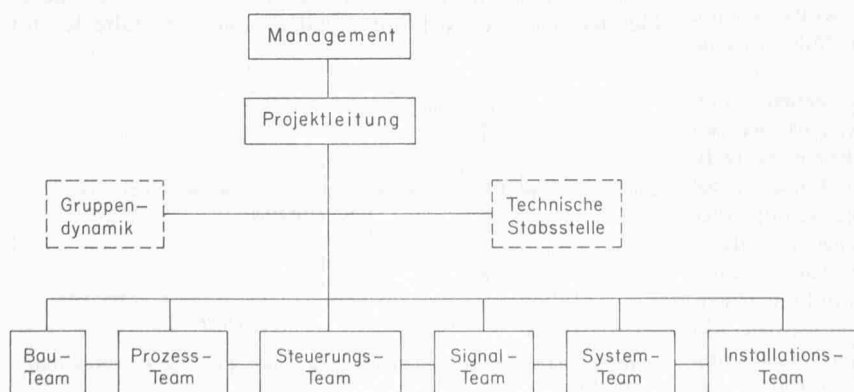 Management
Projektleitung
Gruppen-
dynamik
Technische
Stabsstelle
Bau-
Team
Prozess-
Team
Steuerungs-
Team
Signal-
Team
System-
Team
Installations-
Team